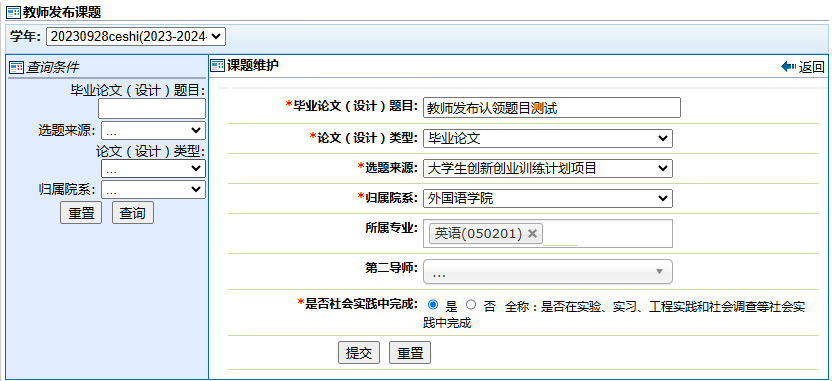 教师发布课题
学年: 20230928ceshi(2023-2024-
查询条件
毕业论文（设计）题目:
选题来源: ...
论文（设计）类型:
...
归属院系: ...
重置 查询
课题维护 返回
*毕业论文（设计）题目: 教师发布认领题目测试
*论文（设计）类型: 毕业论文
*选题来源: 大学生创新创业训练计划项目
*归属院系: 外国语学院
所属专业: 英语(050201) ×
第二导师: ...
*是否社会实践中完成: 是 否 全称：是否在实验、实习、工程实践和社会调查等社会实
践中完成
提交 重置